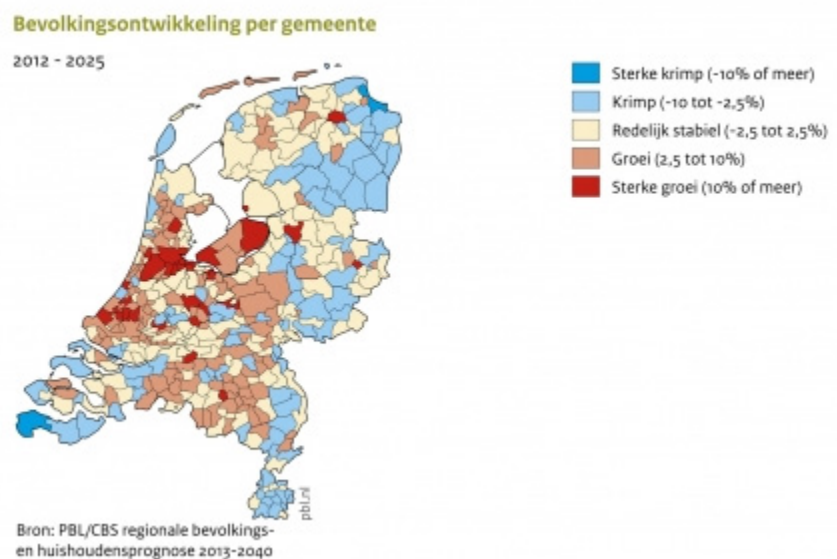 Bevolkingsontwikkeling per gemeente
2012 - 2025
Sterke krimp (-10% of meer)
Krimp (-10 tot -2,5%)
Redelijk stabiel (-2,5 tot 2,5%)
Groei (2,5 tot 10%)
Sterke groei (10% of meer)
pbl.nl
Bron: PBL/CBS regionale bevolkings-
en huishoudensprognose 2013-2040